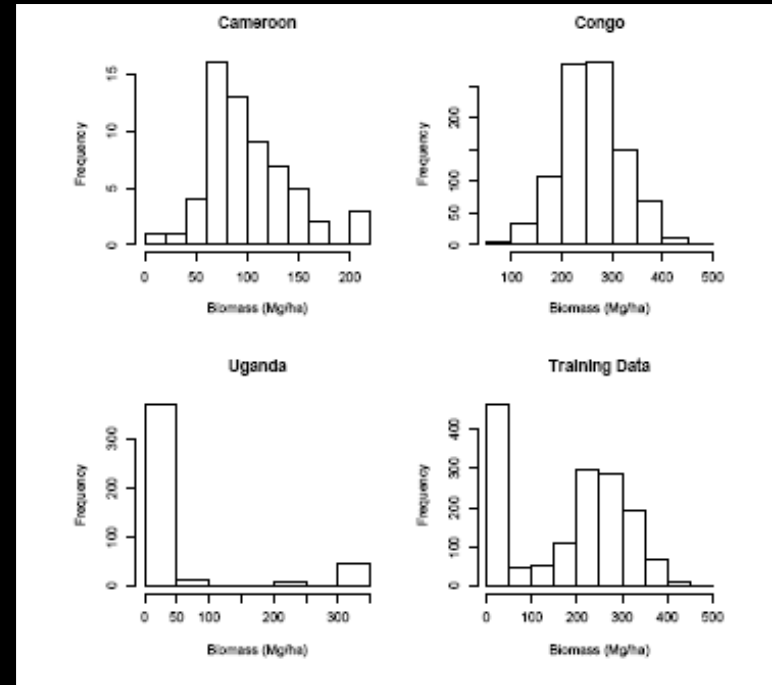 Cameroon
Frequency
15
10
5
0
0 50 100 150 200
Biomass (Mg/ha)
Congo
Frequency
200
100
50
0
100 200 300 400 500
Biomass (Mg/ha)
Uganda
Frequency
300
200
100
0
0 50 100 200 300
Biomass (Mg/ha)
Training Data
Frequency
400
300
200
100
0
0 100 200 300 400 500
Biomass (Mg/ha)